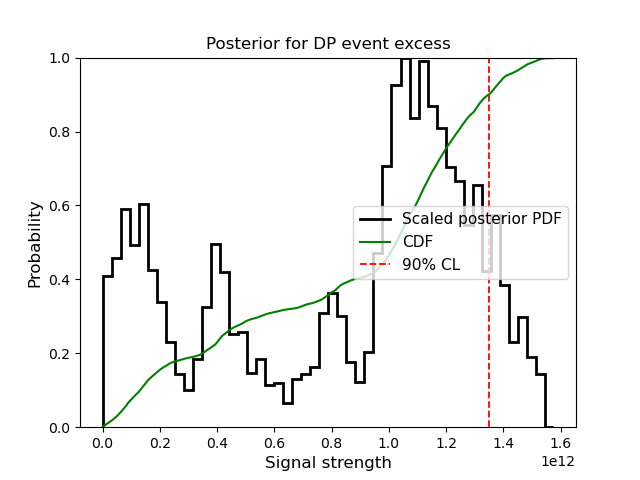 Posterior for DP event excess
1.0
0.8
0.6
0.4
0.2
0.0
Probability
Scaled posterior PDF
CDF
90% CL
0.0 0.2 0.4 0.6 0.8 1.0 1.2 1.4 1.6
1e12
Signal strength